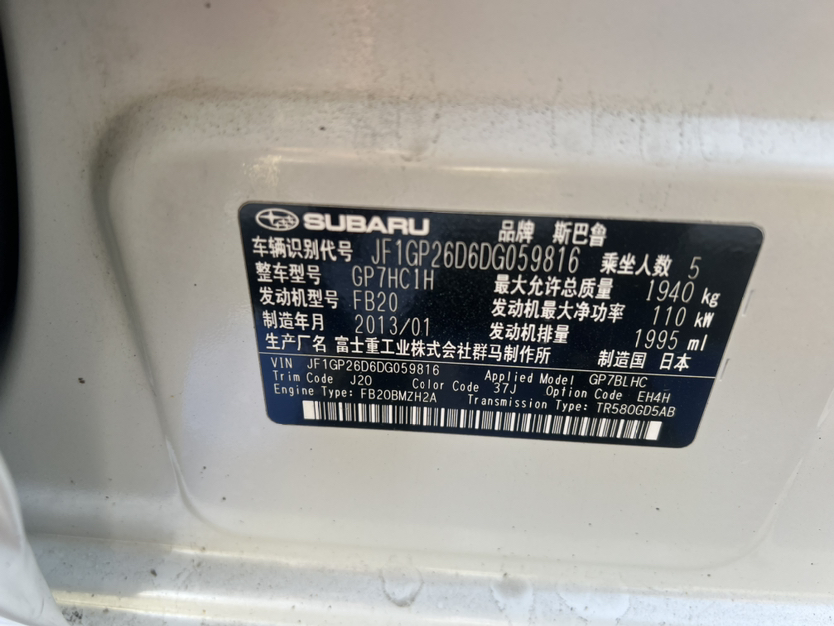 SUBARU 品牌 斯巴鲁
车辆识别代号 JF1GP26D6DG059816 乘坐人数 5
整车型号 GP7HC1H 最大允许总质量 1940 kg
发动机型号 FB20 发动机最大净功率 110 kW
制造年月 2013/01 发动机排量 1995 ml
生产厂名 富士重工业株式会社群马制作所 制造国 日本
VIN JF1GP26D6DG059816 Applied Model GP7BLHC
Trim Code J20 Color Code 37J Option Code EH4H
Engine Type: FB20BMZH2A Transmission Type: TR580GD5AB